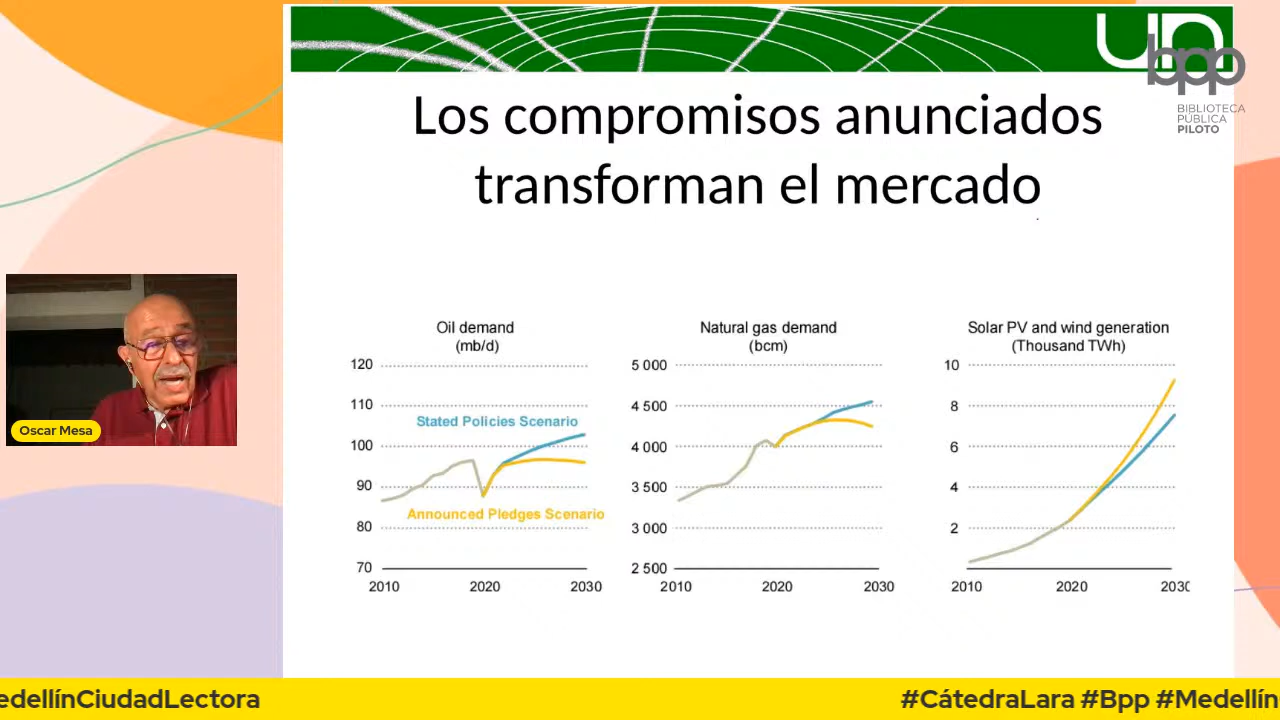 un
bpp
BIBLIOTECA
PÚBLICA
PILOTO
Los compromisos anunciados
transforman el mercado
Oscar Mesa
Oil demand
(mb/d)
120
110
100
90
80
70
Stated Policies Scenario
Announced Pledges Scenario
2010 2020 2030
Natural gas demand
(bcm)
5 000
4 500
4 000
3 500
3 000
2 500
2010 2020 2030
Solar PV and wind generation
(Thousand TWh)
10
8
6
4
2
2010 2020 2030
edellínCiudadLectora
#CátedraLara #Bpp #Medellín